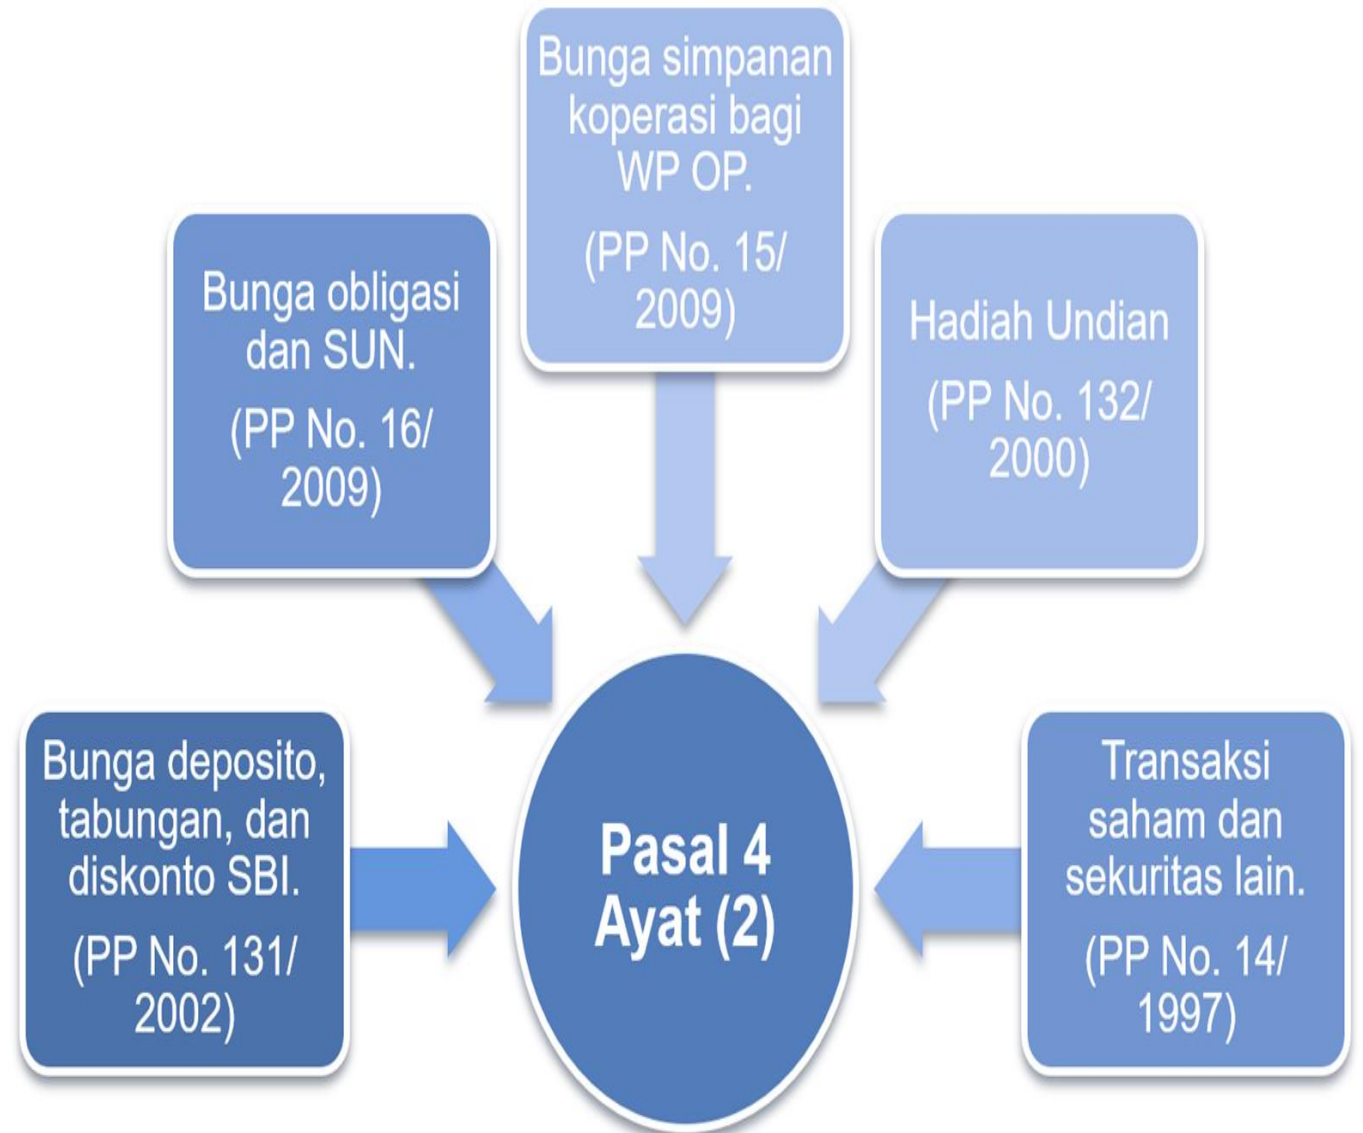 Bunga simpanan
koperasi bagi
WP OP.
(PP No. 15/
2009)
Bunga obligasi
dan SUN.
(PP No. 16/
2009)
Hadiah Undian
(PP No. 132/
2000)
Bunga deposito,
tabungan, dan
diskonto SBI.
(PP No. 131/
2002)
Pasal 4
Ayat (2)
Transaksi
saham dan
sekuritas lain.
(PP No. 14/
1997)